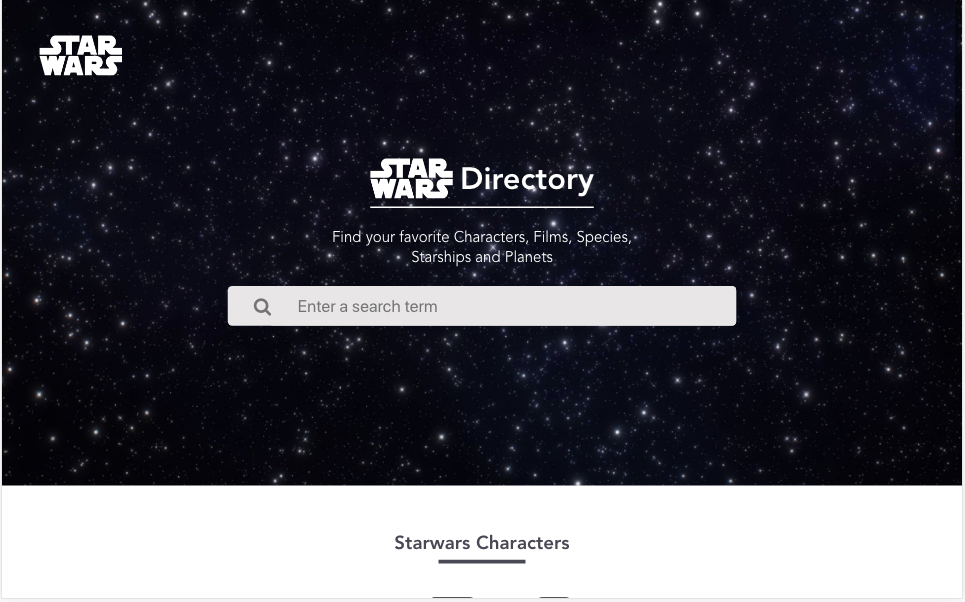 STAR
WARS
STAR
WARS Directory
Find your favorite Characters, Films, Species,
Starships and Planets
Enter a search term
Starwars Characters